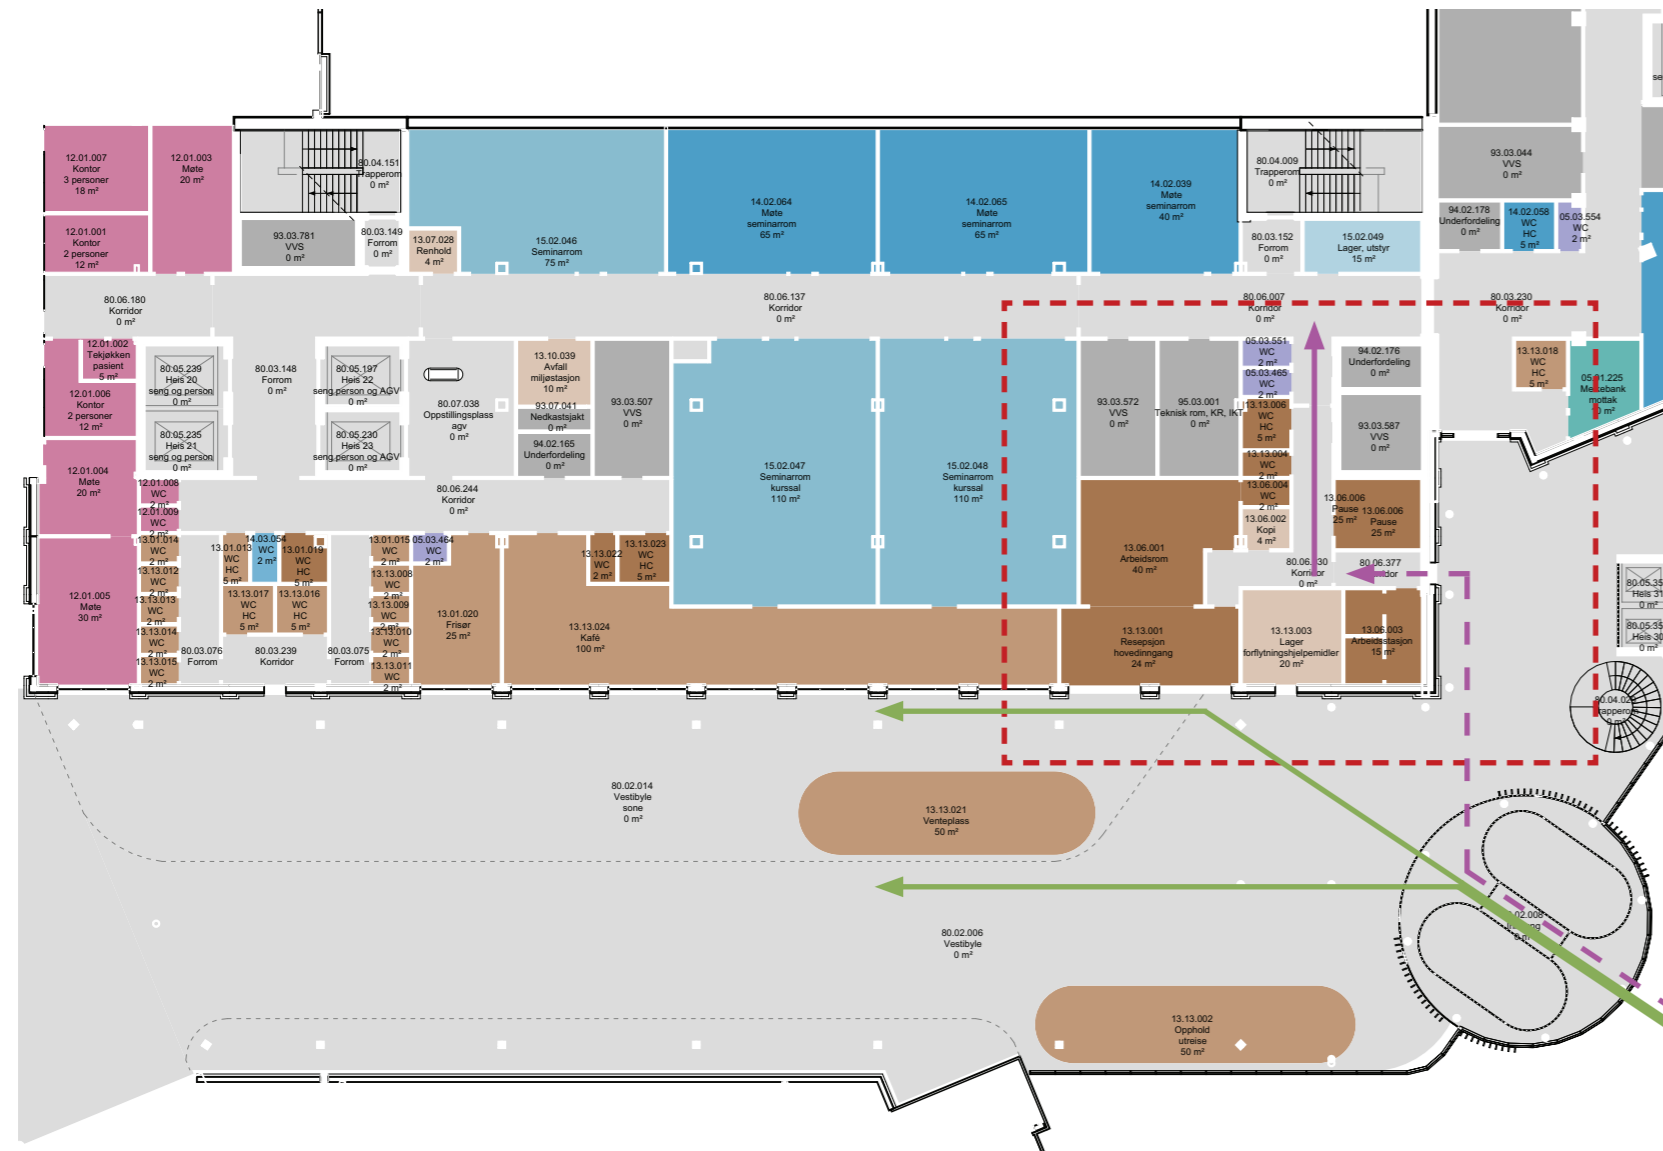 12.01.007
Kontor
3 personer
18 m²
12.01.003
Møte
20 m²
80.04.151
Trapperom
0 m²
12.01.001
Kontor
2 personer
12 m²
93.03.781
VVS
0 m²
80.03.149
Forrom
0 m²
13.07.028
Renhold
4 m²
15.02.046
Seminarrom
75 m²
14.02.064
Møte
seminarrom
65 m²
14.02.065
Møte
seminarrom
65 m²
14.02.039
Møte
seminarrom
40 m²
80.04.009
Trapperom
0 m²
80.03.152
Forrom
0 m²
15.02.049
Lager, utstyr
15 m²
93.03.044
VVS
0 m²
94.02.178
Underfordeling
0 m²
14.02.058
WC
HC
5 m²
05.03.554
WC
2 m²
80.06.180
Korridor
0 m²
80.06.137
Korridor
0 m²
80.06.007
Korridor
0 m²
80.03.230
Korridor
0 m²
12.01.002
Tekjøkken
pasient
5 m²
12.01.006
Kontor
2 personer
12 m²
80.05.239
Heis 20
seng og person
0 m²
80.03.148
Forrom
0 m²
80.05.197
Heis 22
seng,person og AGV
0 m²
80.05.235
Heis 21
seng og person
0 m²
80.05.230
Heis 23
seng,person og AGV
0 m²
80.07.038
Oppstillingsplass
agv
0 m²
13.10.039
Avfall
miljøstasjon
10 m²
93.07.041
Nedkastsjakt
0 m²
94.02.165
Underfordeling
0 m²
93.03.507
VVS
0 m²
15.02.047
Seminarrom
kurssal
110 m²
15.02.048
Seminarrom
kurssal
110 m²
93.03.572
VVS
0 m²
95.03.001
Teknisk rom, KR, IKT
0 m²
05.03.551
WC
2 m²
05.03.465
WC
2 m²
13.13.006
WC
HC
5 m²
13.13.004
WC
2 m²
13.06.004
WC
2 m²
13.06.002
Kopi
4 m²
94.02.176
Underfordeling
0 m²
93.03.587
VVS
0 m²
13.06.006
Pause
25 m²
13.06.006
Pause
25 m²
13.13.018
WC
HC
5 m²
mottak
12.01.004
Møte
20 m²
12.01.008
WC
2 m²
12.01.009
WC
2 m²
80.06.244
Korridor
0 m²
13.01.014
WC
2 m²
13.13.012
WC
2 m²
13.13.013
WC
2 m²
13.13.014
WC
2 m²
13.13.015
WC
2 m²
12.01.005
Møte
30 m²
13.01.013
WC
HC
5 m²
14.03.054
WC
2 m²
13.01.019
WC
HC
5 m²
13.13.017
WC
HC
5 m²
13.13.016
WC
HC
5 m²
80.03.076
Forrom
80.03.239
Korridor
80.03.075
Forrom
13.01.015
WC
2 m²
05.03.464
WC
2 m²
13.13.008
WC
2 m²
13.13.009
WC
2 m²
13.13.010
WC
2 m²
13.13.011
WC
2 m²
13.01.020
Frisør
25 m²
13.13.022
WC
2 m²
13.13.023
WC
HC
5 m²
13.13.024
Kafé
100 m²
13.06.001
Arbeidsrom
40 m²
Korridor
0 m²
80.06.377
13.13.001
Resepsjon
hovedinngang
24 m²
13.13.003
Lager
forflytningshjelpemidler
20 m²
13.06.003
Arbeidsstasjon
15 m²
Heis 31
0 m²
Heis 30
0 m²
80.02.014
Vestibyle
sone
0 m²
13.13.021
Venteplass
50 m²
80.02.006
Vestibyle
0 m²
13.13.002
Opphold
utreise
50 m²